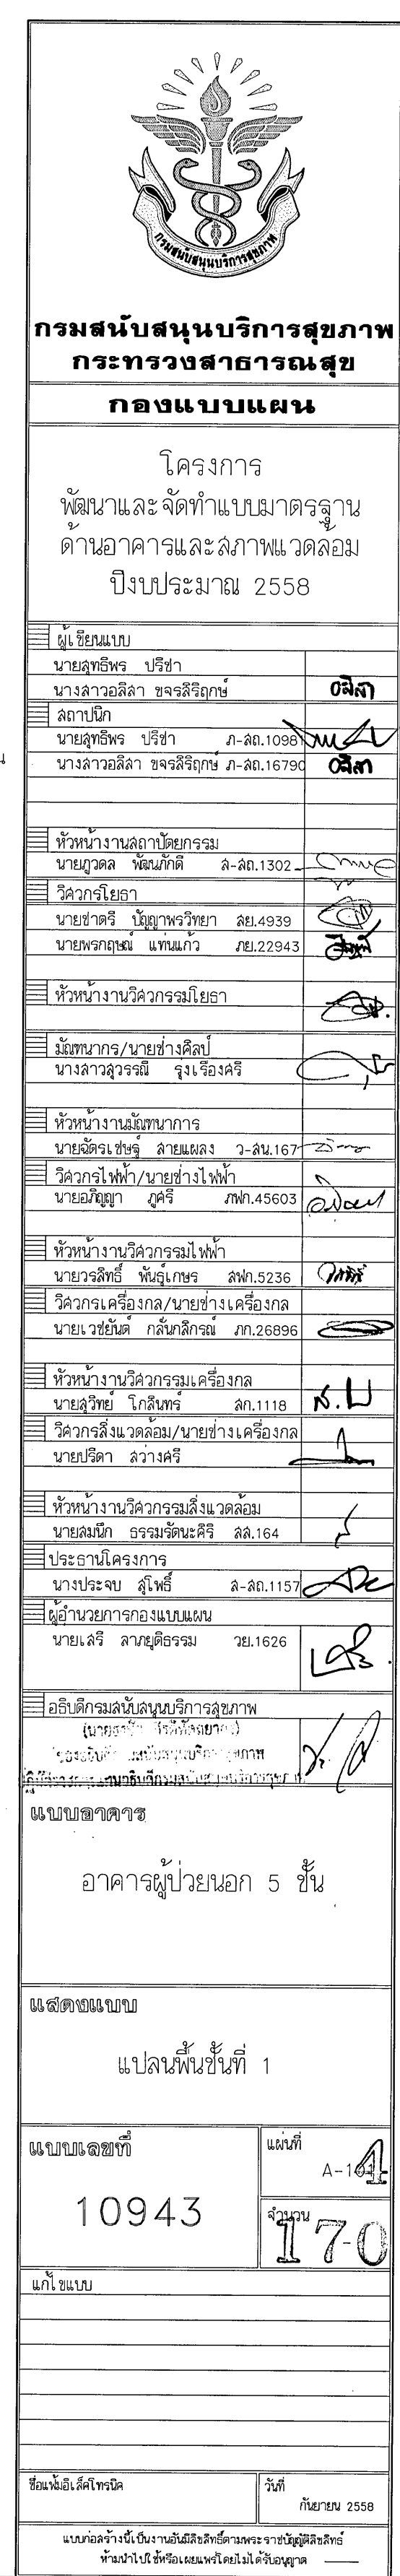 กรมสนับสนุนบริการสุขภาพ
กรมสนับสนุนบริการสุขภาพ
กระทรวงสาธารณสุข
กองแบบแผน
โครงการ
พัฒนาและจัดทำแบบมาตรฐาน
ด้านอาคารและสภาพแวดล้อม
ปีงบประมาณ 2558
ผู้เขียนแบบ
นายสุทธิพร ปรีชา
นางสาวอลิสา ขจรสิริฤกษ์ อลิสา
สถาปนิก
นายสุทธิพร ปรีชา ภ-สถ.10981
นางสาวอลิสา ขจรสิริฤกษ์ ภ-สถ.16790 อลิสา
น
หัวหน้างานสถาปัตยกรรม
นายภูวดล พัฒนภักดี ส-สถ.1302
วิศวกรโยธา
นายชาตรี ปัญญาพรวิทยา สย.4939
นายพรกฤษณ์ แท่นแก้ว ภย.22943
หัวหน้างานวิศวกรรมโยธา
มัณฑนากร/นายช่างศิลป์
นางสาวสุวรรณี รุ่งเรืองศรี
หัวหน้างานมัณฑนาการ
นายฉัตรเชษฐ์ สายแผลง ว-สน.167
วิศวกรไฟฟ้า/นายช่างไฟฟ้า
นายอภิญญา ภูศรี ภฟก.45603
หัวหน้างานวิศวกรรมไฟฟ้า
นายวรสิทธิ์ พันธุ์เกษร สฟก.5236
วิศวกรเครื่องกล/นายช่างเครื่องกล
นายเวชยันต์ กลั่นกลิกรณ์ ภก.26896
หัวหน้างานวิศวกรรมเครื่องกล
นายสุวิทย์ โกสินทร์ สก.1118
วิศวกรสิ่งแวดล้อม/นายช่างเครื่องกล
นายปรีดา สว่างศรี
หัวหน้างานวิศวกรรมสิ่งแวดล้อม
นายสมนึก ธรรมรัตนะคิริ สส.164
ประธานโครงการ
นางประจบ สุโพธิ์ ส-สถ.1157
ผู้อำนวยการกองแบบแผน
นายเสรี ลาภยุติธรรม วย.1626
อธิบดีกรมสนับสนุนบริการสุขภาพ
แบบอาคาร
อาคารผู้ป่วยนอก 5 ชั้น
แสดงแบบ
แปลนพื้นชั้นที่ 1
แบบเลขที่
10943
แผ่นที่
A-101
4
จำนวน
170
แก้ไขแบบ
ชื่อแฟ้มอิเล็คโทรนิค
วันที่
กันยายน 2558
แบบก่อสร้างนี้เป็นงานอันมีลิขสิทธิ์ตามพระราชบัญญัติลิขสิทธิ์
ห้ามนำไปใช้หรือเผยแพร่โดยไม่ได้รับอนุญาต